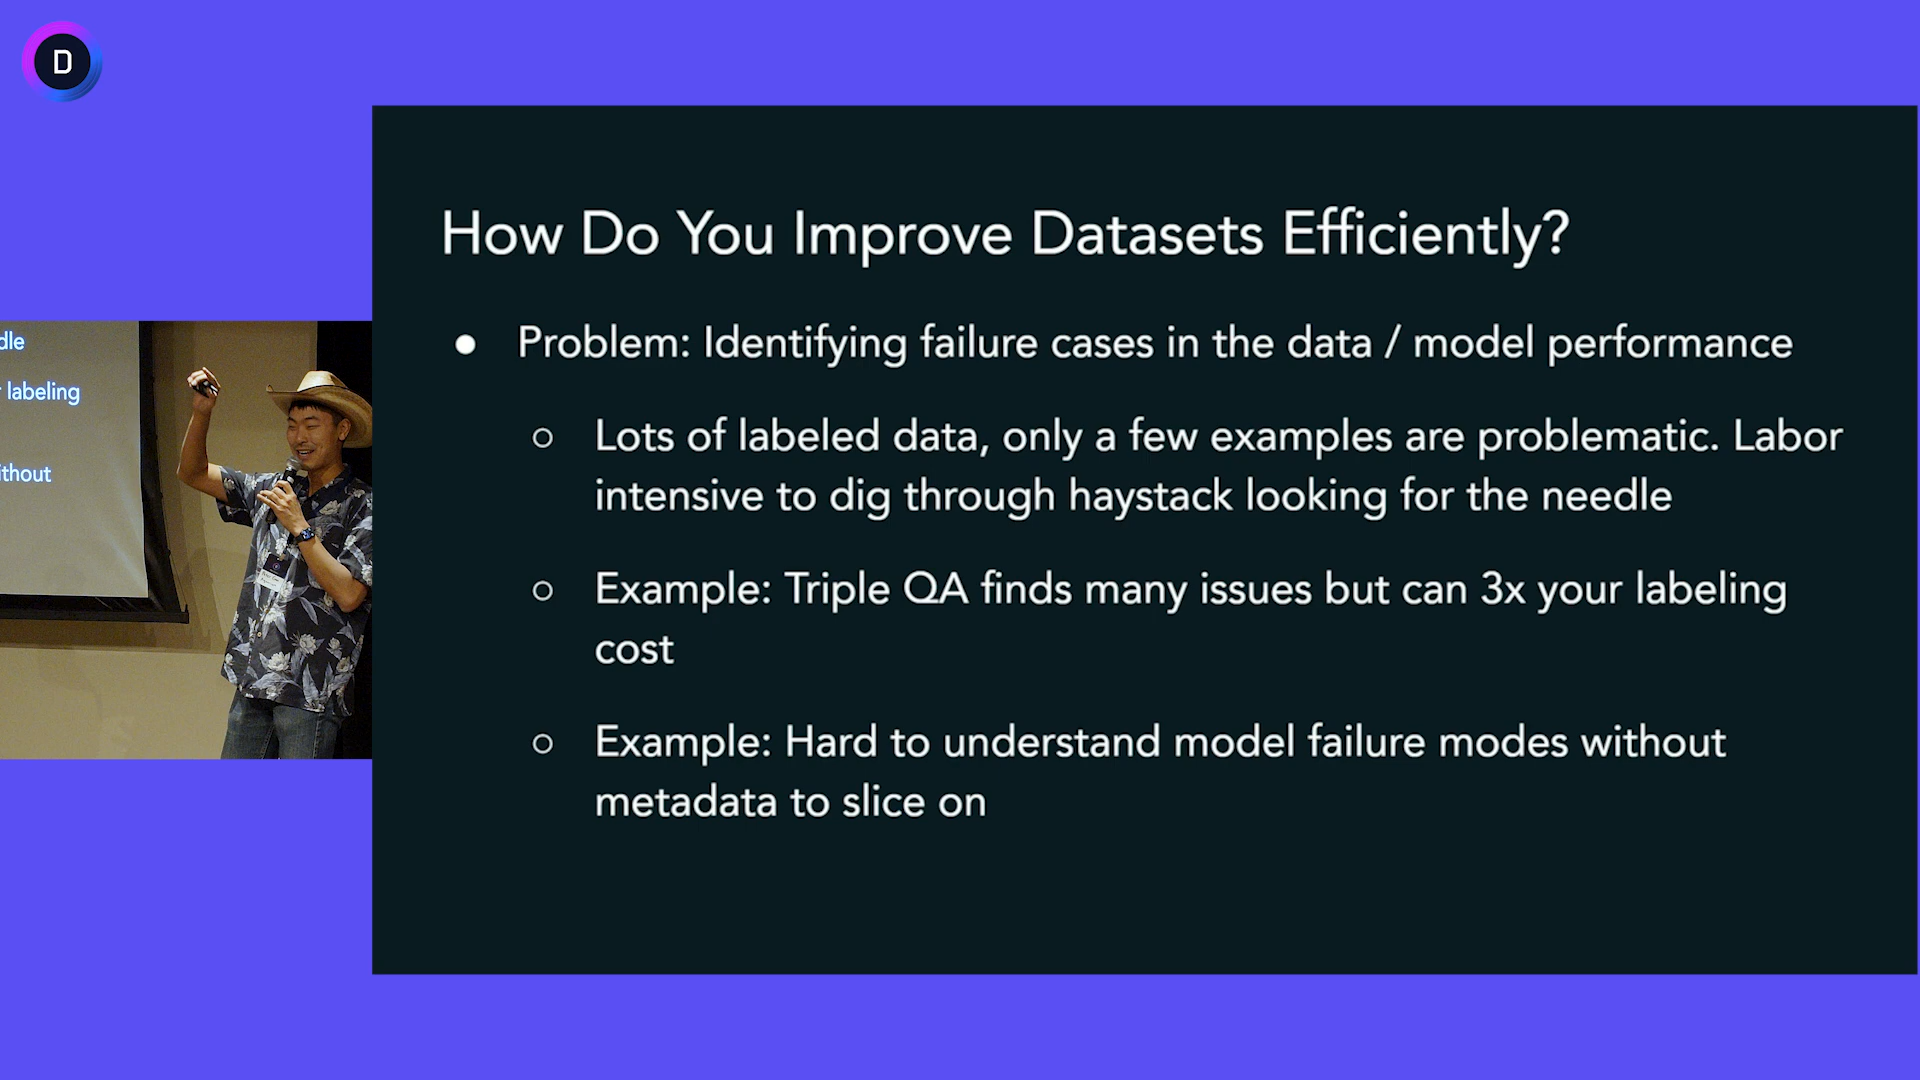 D
How Do You Improve Datasets Efficiently?
Problem: Identifying failure cases in the data / model performance
Lots of labeled data, only a few examples are problematic. Labor
intensive to dig through haystack looking for the needle
Example: Triple QA finds many issues but can 3x your labeling
cost
Example: Hard to understand model failure modes without
metadata to slice on
dle
labeling
ithout